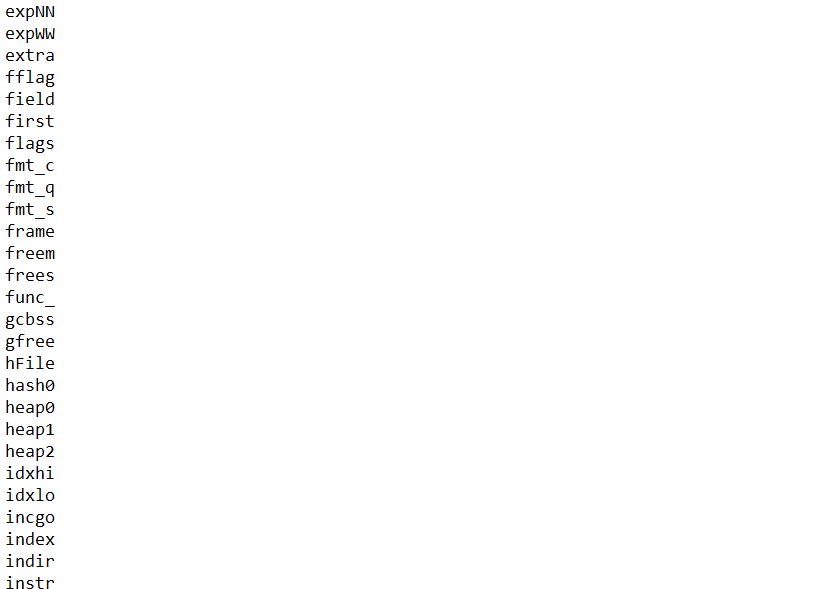 expNN
expWW
extra
fflag
field
first
flags
fmt_c
fmt_q
fmt_s
frame
freem
frees
func_
gcbss
gfree
hFile
hash0
heap0
heap1
heap2
idxhi
idxlo
incgo
index
indir
instr